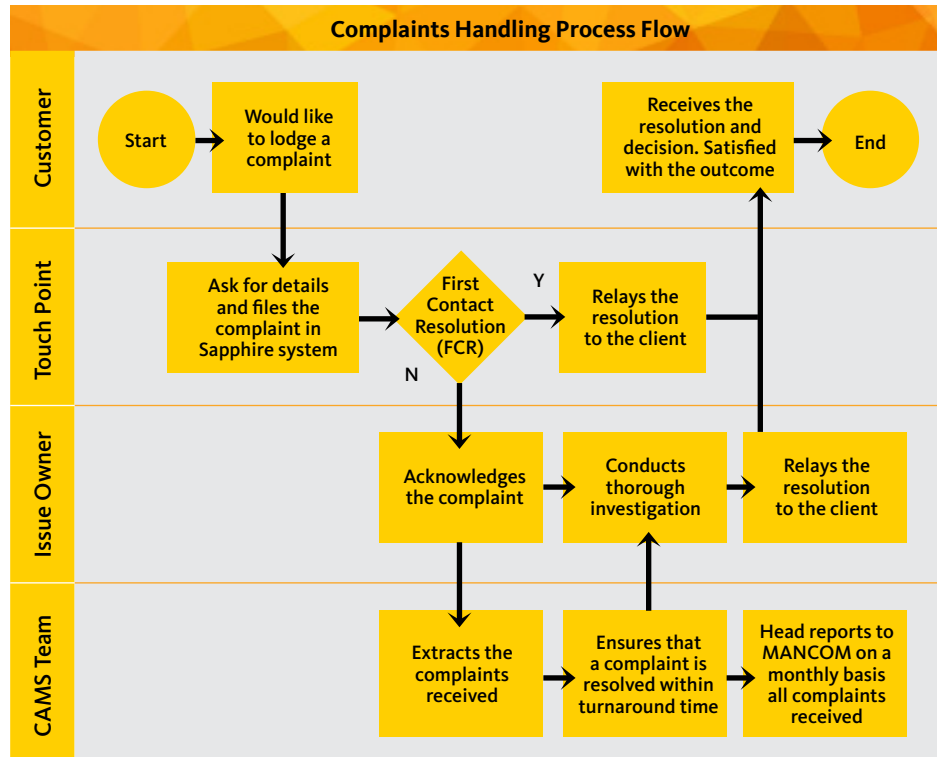 Complaints Handling Process Flow
Customer
Start
Would like
to lodge a
complaint
Receives the
resolution and
decision. Satisfied
with the outcome
End
Touch Point
Ask for details
and files the
complaint in
Sapphire system
First
Contact
Resolution
(FCR)
Y
N
Relays the
resolution
to the client
Issue Owner
Acknowledges
the complaint
Conducts
thorough
investigation
Relays the
resolution
to the client
CAMS Team
Extracts the
complaints
received
Ensures that
a complaint is
resolved within
turnaround time
Head reports to
MANCOM on a
monthly basis
all complaints
received